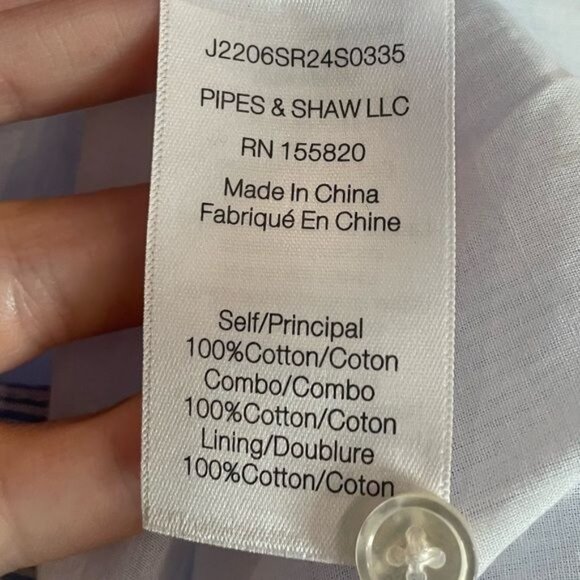 J2206SR24S0335
PIPES & SHAW LLC
RN 155820
Made In China
Fabriqué En Chine
Self/Principal
100%Cotton/Coton
Combo/Combo
100%Cotton/Coton
Lining/Doublure
100%Cotton/Coton